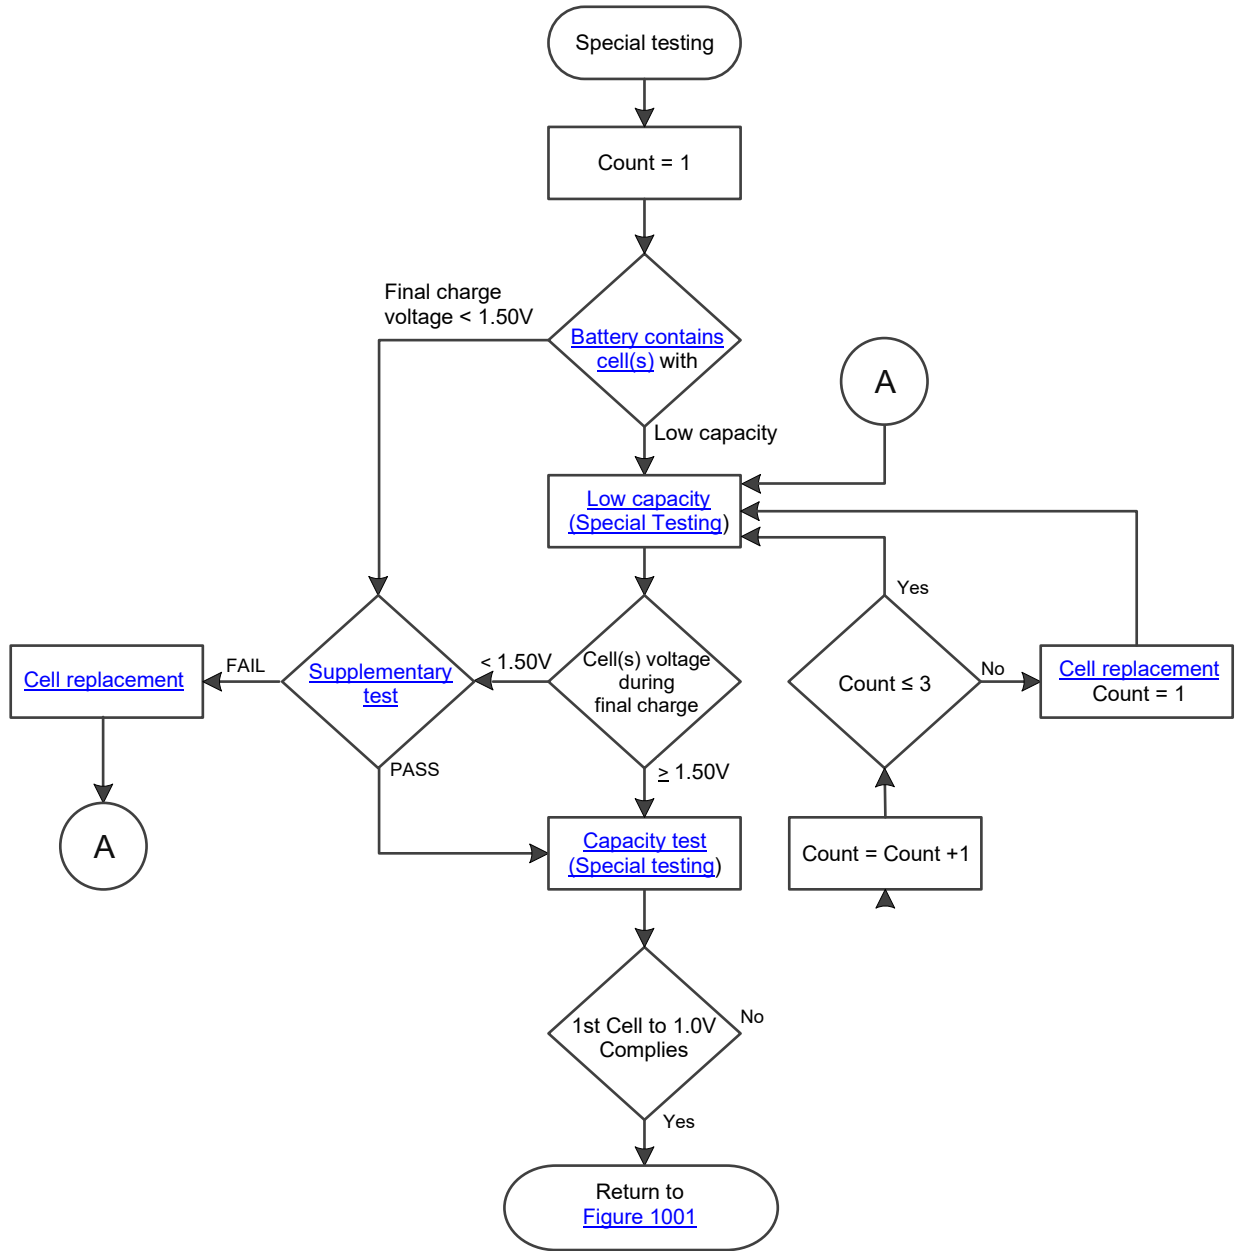 Special testing
Count = 1
Final charge
voltage < 1.50V
Battery contains
cell(s) with
A
Low capacity
Low capacity
(Special Testing)
Yes
Cell replacement
FAIL
Supplementary
test
< 1.50V
Cell(s) voltage
during
final charge
Count ≤ 3
No
Cell replacement
Count = 1
PASS
≥ 1.50V
A
Capacity test
(Special testing)
Count = Count +1
1st Cell to 1.0V
Complies
No
Yes
Return to
Figure 1001